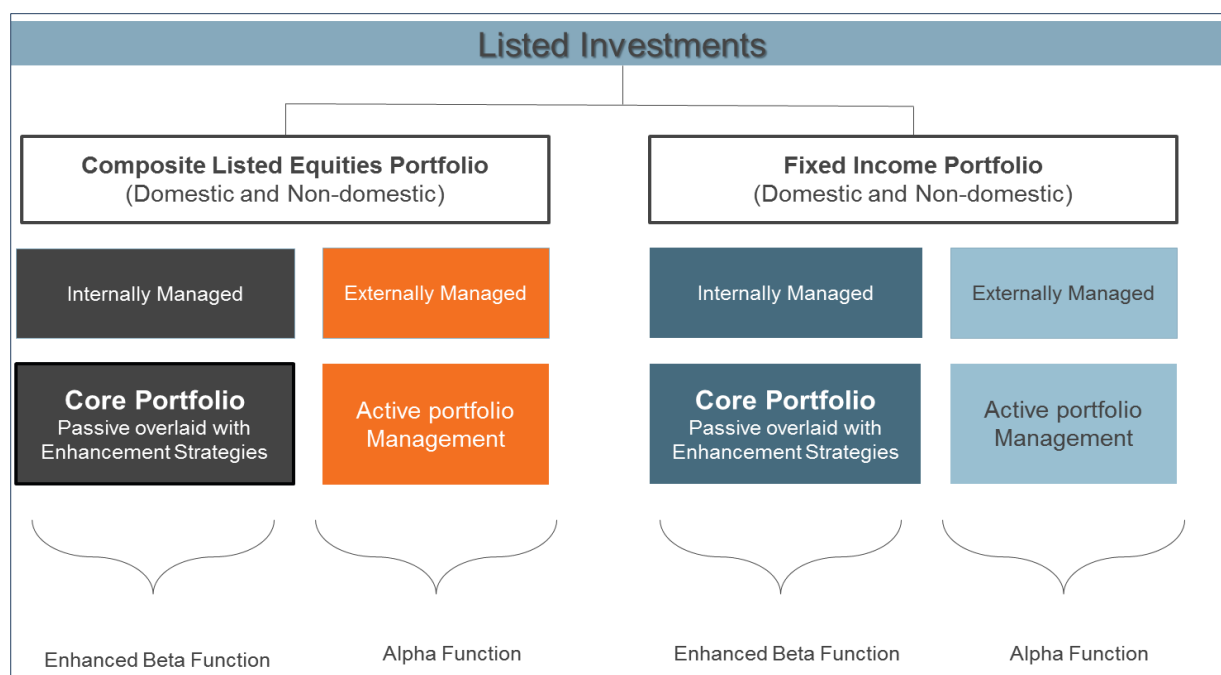 Listed Investments
Composite Listed Equities Portfolio
(Domestic and Non-domestic)
Fixed Income Portfolio
(Domestic and Non-domestic)
Internally Managed
Externally Managed
Internally Managed
Externally Managed
Core Portfolio
Passive overlaid with
Enhancement Strategies
Active portfolio
Management
Core Portfolio
Passive overlaid with
Enhancement Strategies
Active portfolio
Management
Enhanced Beta Function
Alpha Function
Enhanced Beta Function
Alpha Function